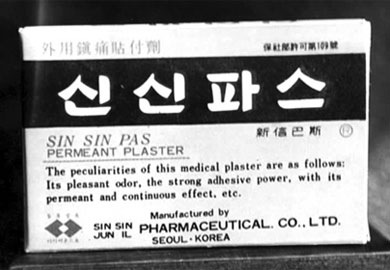 外用鎭痛貼付劑
保社部許可第109號
신신파스
SIN SIN PAS
新信巴斯
PERMEANT PLASTER
The peculiarities of this medical plaster are as follows:
Its pleasant odor, the strong adhesive power, with its
permeant and continuous effect, etc.
Manufactured by
SIN SIN
JUN IL
PHARMACEUTICAL. CO., LTD.
SEOUL·KOREA